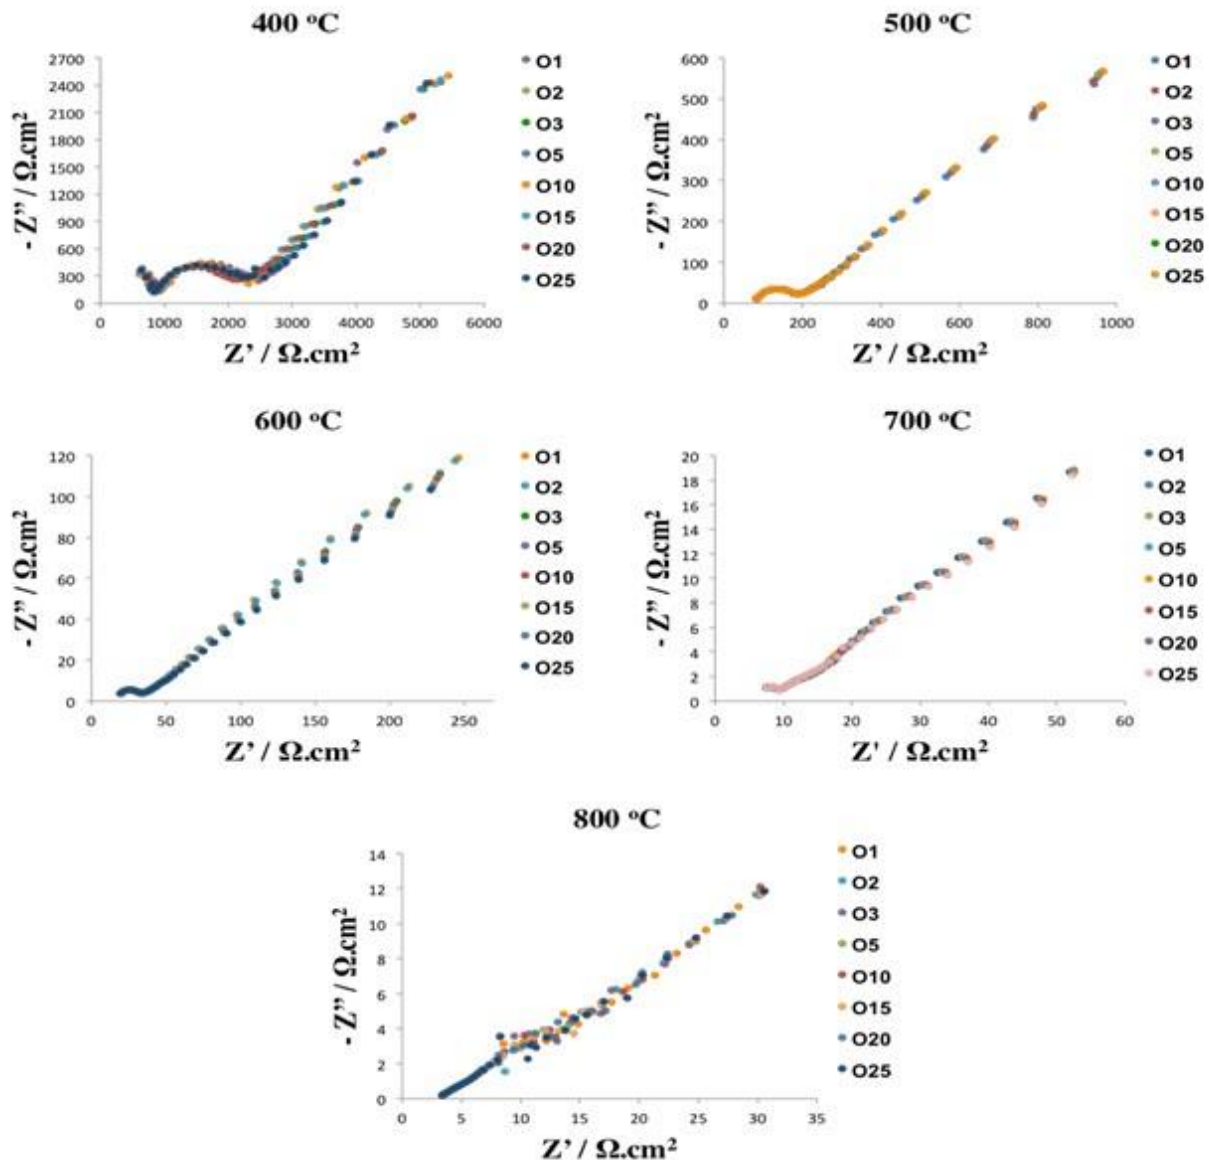 400 °C
- Z” / Ω.cm²
2700
2400
2100
1800
1500
1200
900
600
300
0
0 1000 2000 3000 4000 5000 6000
Z’ / Ω.cm²
O1
O2
O3
O5
O10
O15
O20
O25
500 °C
- Z” / Ω.cm²
600
500
400
300
200
100
0
0 200 400 600 800 1000
Z’ / Ω.cm²
O1
O2
O3
O5
O10
O15
O20
O25
600 °C
- Z” / Ω.cm²
120
100
80
60
40
20
0
0 50 100 150 200 250
Z’ / Ω.cm²
O1
O2
O3
O5
O10
O15
O20
O25
700 °C
- Z” / Ω.cm²
20
18
16
14
12
10
8
6
4
2
0
0 10 20 30 40 50 60
Z' / Ω.cm²
O1
O2
O3
O5
O10
O15
O20
O25
800 °C
- Z” / Ω.cm²
14
12
10
8
6
4
2
0
0 5 10 15 20 25 30 35
Z’ / Ω.cm²
O1
O2
O3
O5
O10
O15
O20
O25